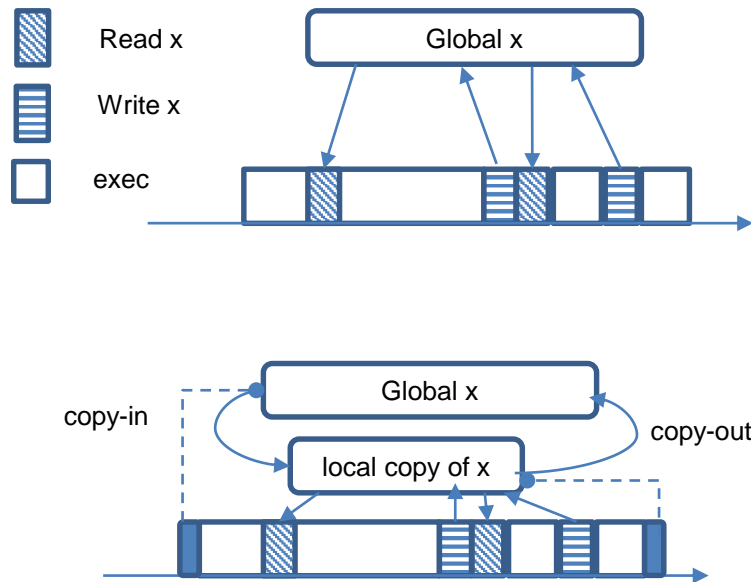 Read x
Global x
Write x
exec
Global x
copy-in
copy-out
local copy of x